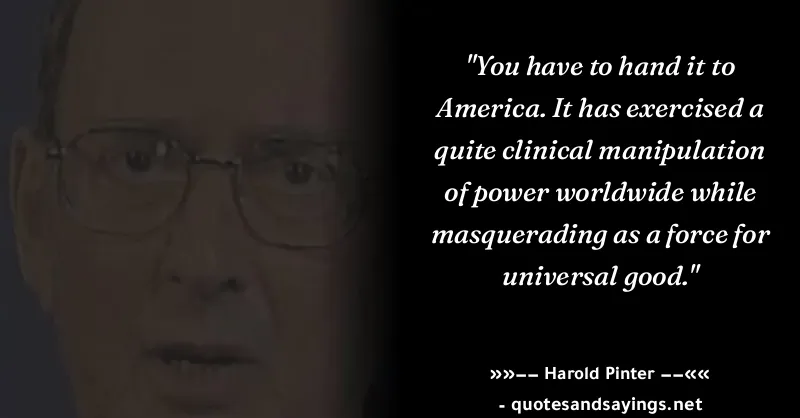 "You have to hand it to
America. It has exercised a
quite clinical manipulation
of power worldwide while
masquerading as a force for
universal good."
»»−− Harold Pinter −−««
- quotesandsayings.net